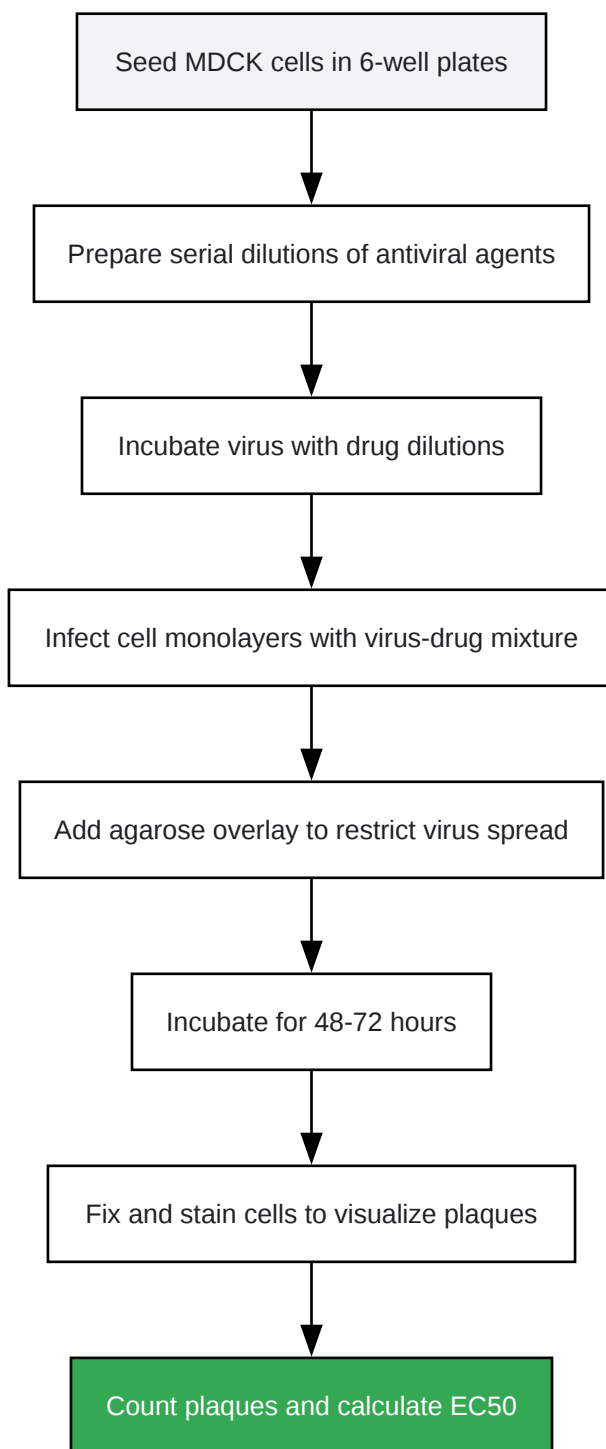 Seed MDCK cells in 6-well plates
Prepare serial dilutions of antiviral agents
Incubate virus with drug dilutions
Infect cell monolayers with virus-drug mixture
Add agarose overlay to restrict virus spread
Incubate for 48-72 hours
Fix and stain cells to visualize plaques
Count plaques and calculate EC50